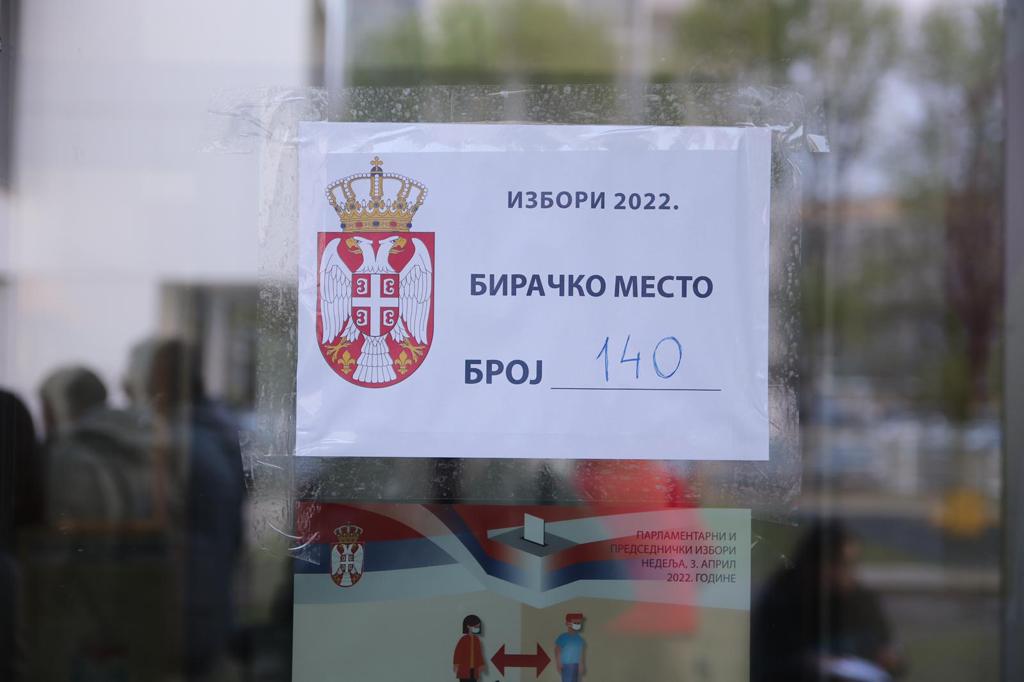 ИЗБОРИ 2022.
БИРАЧКО МЕСТО
БРОЈ 140
ПАРЛАМЕНТАРНИ И
ПРЕДСЕДНИЧКИ ИЗБОРИ
НЕДЕЉА, 3. АПРИЛ
2022. ГОДИНЕ